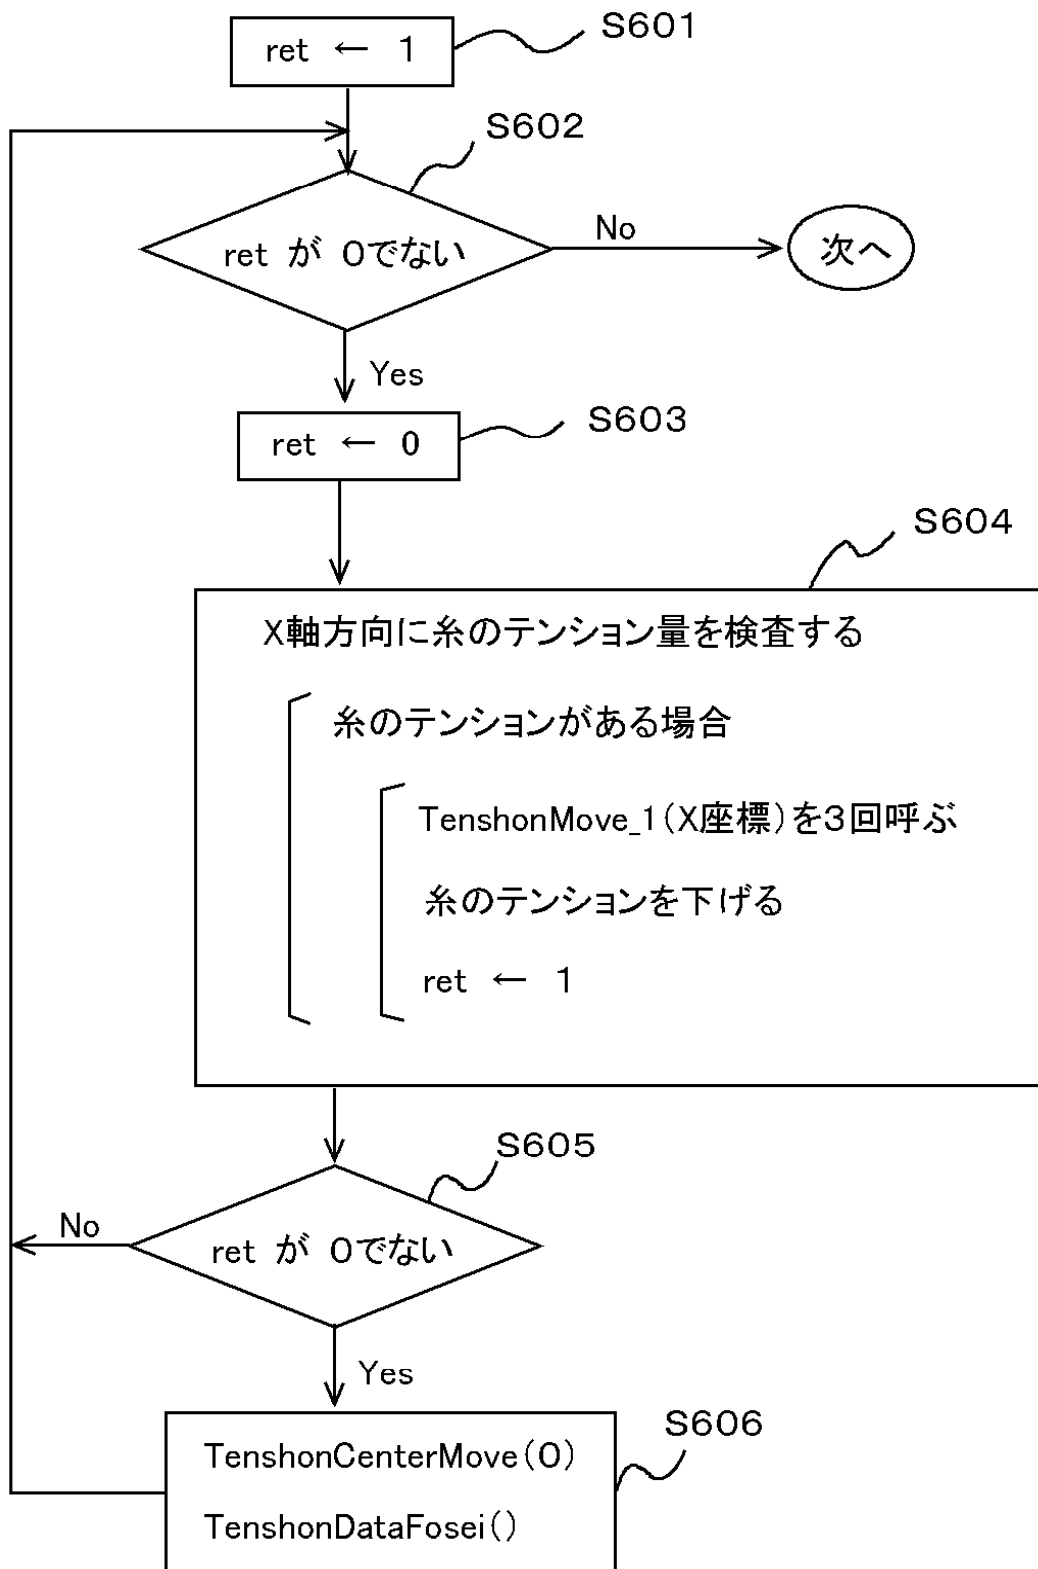 ret ← 1
S601
S602
ret が 0でない
No
次へ
Yes
ret ← 0
S603
S604
X軸方向に糸のテンション量を検査する
糸のテンションがある場合
TenshonMove_1(X座標)を3回呼ぶ
糸のテンションを下げる
ret ← 1
S605
No
ret が 0でない
Yes
S606
TenshonCenterMove(0)
TenshonDataFosei()